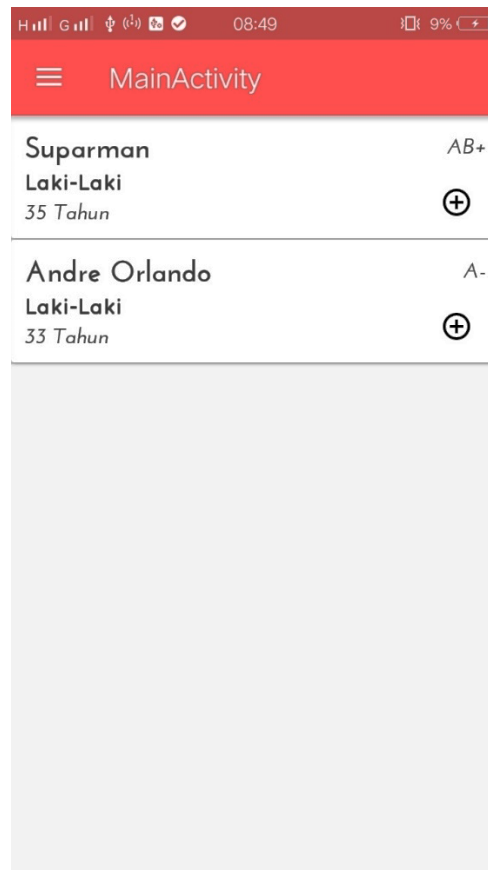 H G 08:49 9%
MainActivity
Suparman AB+
Laki-Laki
35 Tahun
Andre Orlando A-
Laki-Laki
33 Tahun